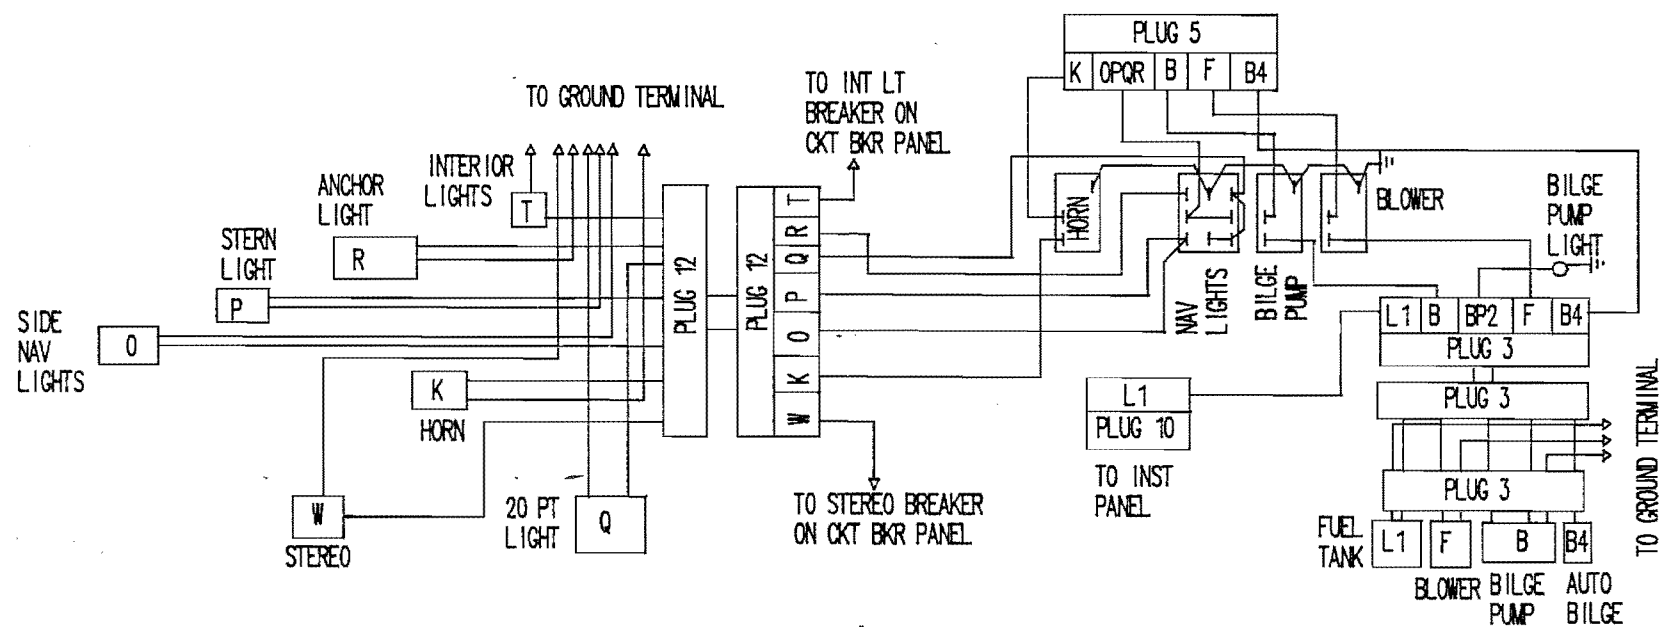 PLUG 5
K OPQR B F B4
TO GROUND TERMINAL
TO INT LT
BREAKER ON
CKT BKR PANEL
INTERIOR
LIGHTS
T
ANCHOR
LIGHT
R
STERN
LIGHT
P
SIDE
NAV
LIGHTS
O
K
HORN
W
STEREO
20 PT
LIGHT
Q
PLUG 12
PLUG 12
T
R
Q
P
O
K
W
TO STEREO BREAKER
ON CKT BKR PANEL
HORN
NAV
LIGHTS
BILGE
PUMP
BLOWER
BILGE
PUMP
LIGHT
L1 B BP2 F B4
PLUG 3
PLUG 3
PLUG 3
L1
PLUG 10
TO INST
PANEL
TO GROUND TERMINAL
FUEL
TANK
L1
F
B
B4
BLOWER
BILGE
PUMP
AUTO
BILGE